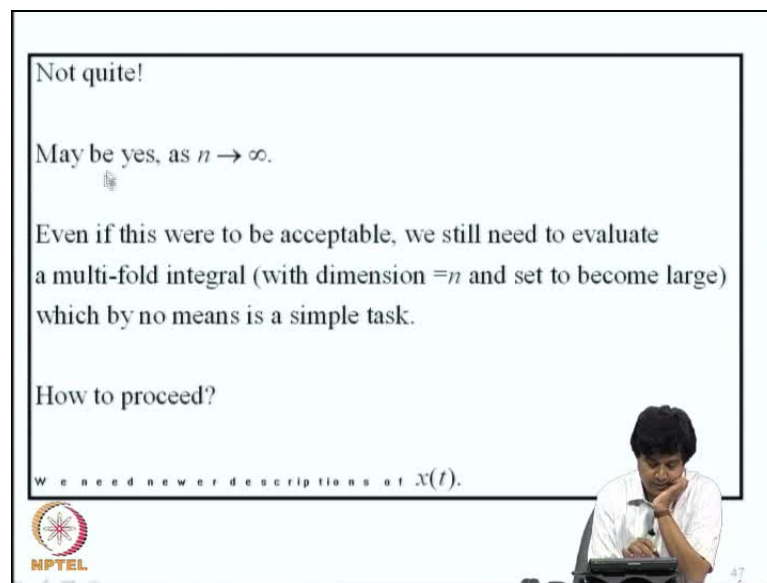 Not quite!
May be yes, as n → ∞.
Even if this were to be acceptable, we still need to evaluate
a multi-fold integral (with dimension =n and set to become large)
which by no means is a simple task.
How to proceed?
We need newer descriptions of x(t).
NPTEL
47